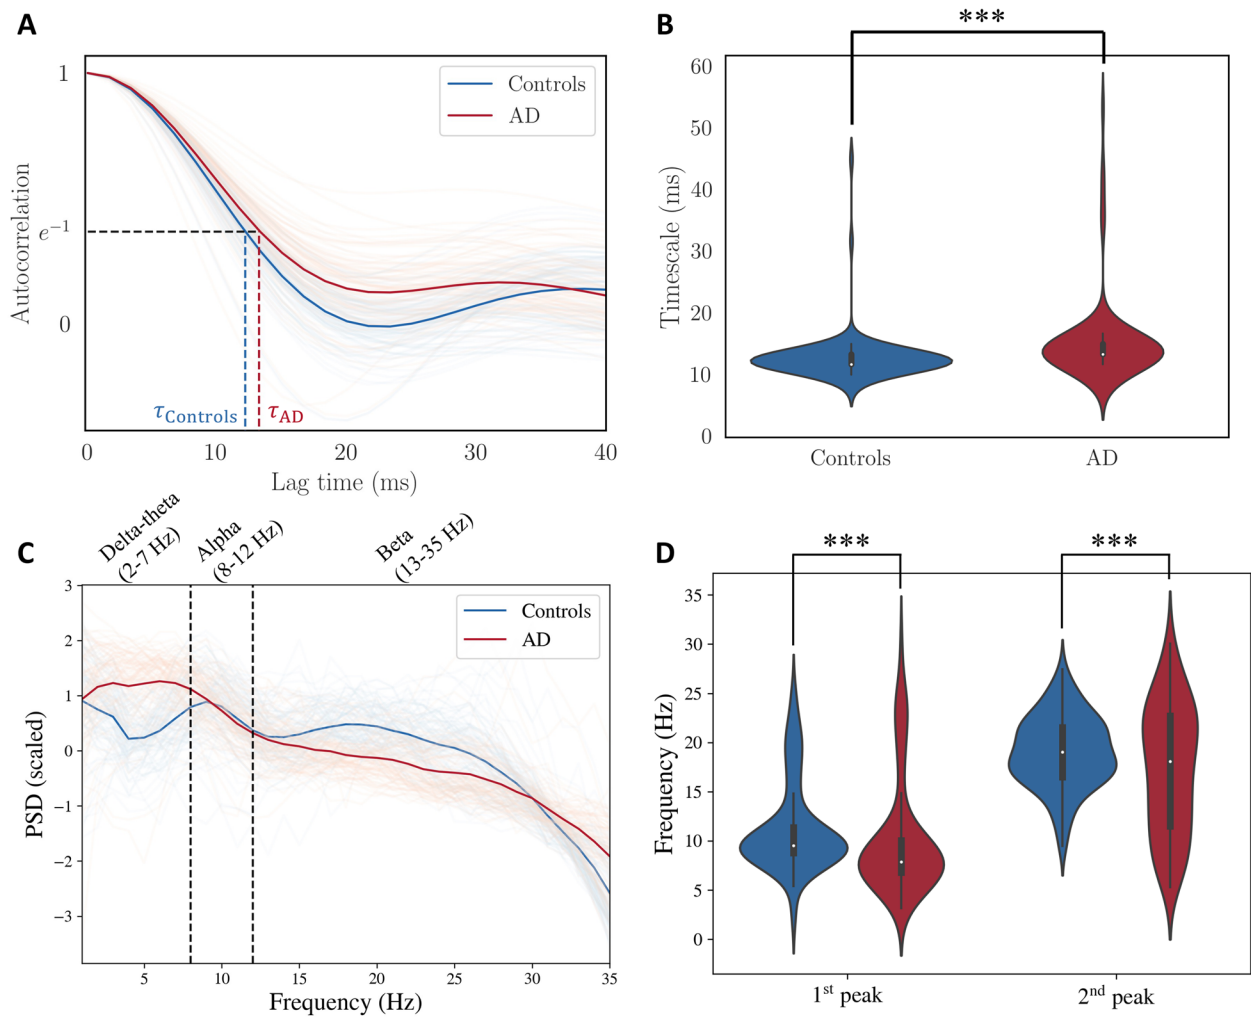 A
1
Autocorrelation
e−1
0
Controls
AD
τControls
τAD
0
10
20
30
40
Lag time (ms)
B
***
60
50
40
30
20
10
0
Timescale (ms)
Controls
AD
C
Delta-theta
(2-7 Hz)
Alpha
(8-12 Hz)
Beta
(13-35 Hz)
3
2
1
0
−1
−2
−3
PSD (scaled)
Controls
AD
5
10
15
20
25
30
35
Frequency (Hz)
D
***
***
35
30
25
20
15
10
5
0
Frequency (Hz)
1st peak
2nd peak